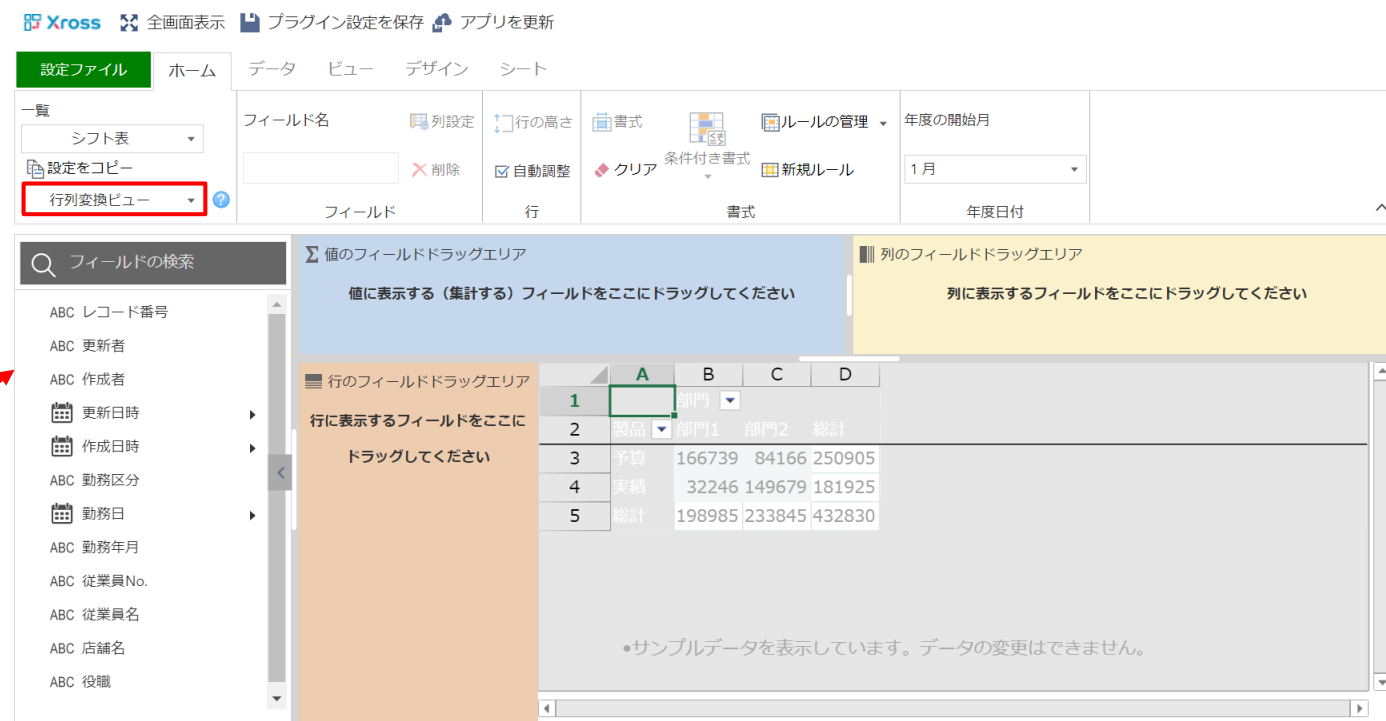 Xross 全画面表示 プラグイン設定を保存 アプリを更新
設定ファイル ホーム データ ビュー デザイン シート
一覧
シフト表
設定をコピー
行列変換ビュー ?
フィールド名 列設定
削除
フィールド
行の高さ
自動調整
行
書式
クリア
条件付き書式
ルールの管理
新規ルール
書式
年度の開始月
1月
年度日付
フィールドの検索
ABC レコード番号
ABC 更新者
ABC 作成者
更新日時
作成日時
ABC 勤務区分
勤務日
ABC 勤務年月
ABC 従業員No.
ABC 従業員名
ABC 店舗名
ABC 役職
Σ 値のフィールドドラッグエリア
値に表示する（集計する）フィールドをここにドラッグしてください
列のフィールドドラッグエリア
列に表示するフィールドをここにドラッグしてください
行のフィールドドラッグエリア
行に表示するフィールドをここに
ドラッグしてください
A B C D
1 部門
2 製品 部門1 部門2 総計
3 予算 166739 84166 250905
4 実績 32246 149679 181925
5 総計 198985 233845 432830
•サンプルデータを表示しています。データの変更はできません。